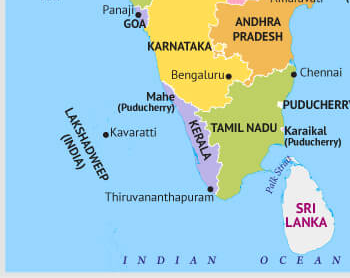 Panaji
GOA
ANDHRA
PRADESH
KARNATAKA
Bengaluru
Chennai
Mahe
(Puducherry)
PUDUCHERRY
LAKSHADWEEP
(INDIA)
Kavaratti
KERALA
TAMIL NADU
Karaikal
(Puducherry)
Palk Strait
Thiruvananthapuram
SRI
LANKA
INDIAN OCEAN